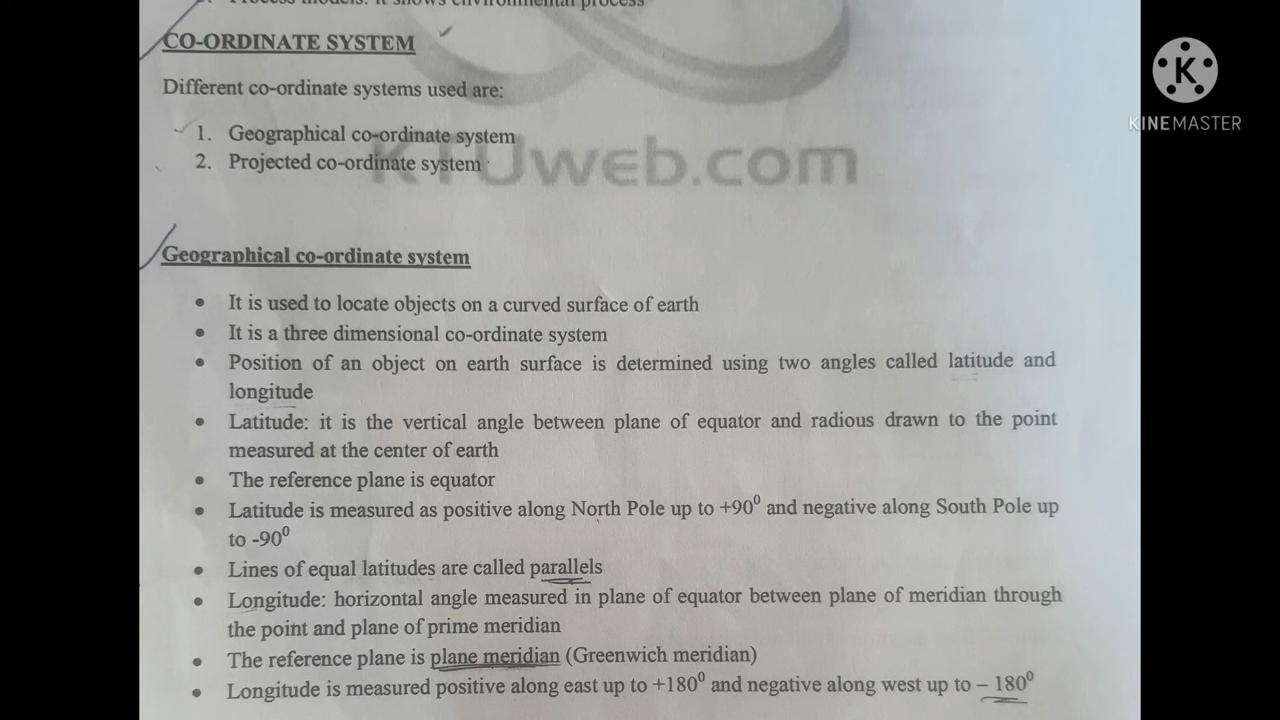 3. Process models: it shows environmental process
CO-ORDINATE SYSTEM
Different co-ordinate systems used are:
1. Geographical co-ordinate system
2. Projected co-ordinate system
KTUweb.com
Geographical co-ordinate system
• It is used to locate objects on a curved surface of earth
• It is a three dimensional co-ordinate system
• Position of an object on earth surface is determined using two angles called latitude and
longitude
• Latitude: it is the vertical angle between plane of equator and radious drawn to the point
measured at the center of earth
• The reference plane is equator
• Latitude is measured as positive along North Pole up to +90⁰ and negative along South Pole up
to -90⁰
• Lines of equal latitudes are called parallels
• Longitude: horizontal angle measured in plane of equator between plane of meridian through
the point and plane of prime meridian
• The reference plane is plane meridian (Greenwich meridian)
• Longitude is measured positive along east up to +180⁰ and negative along west up to – 180⁰
K
KINEMASTER